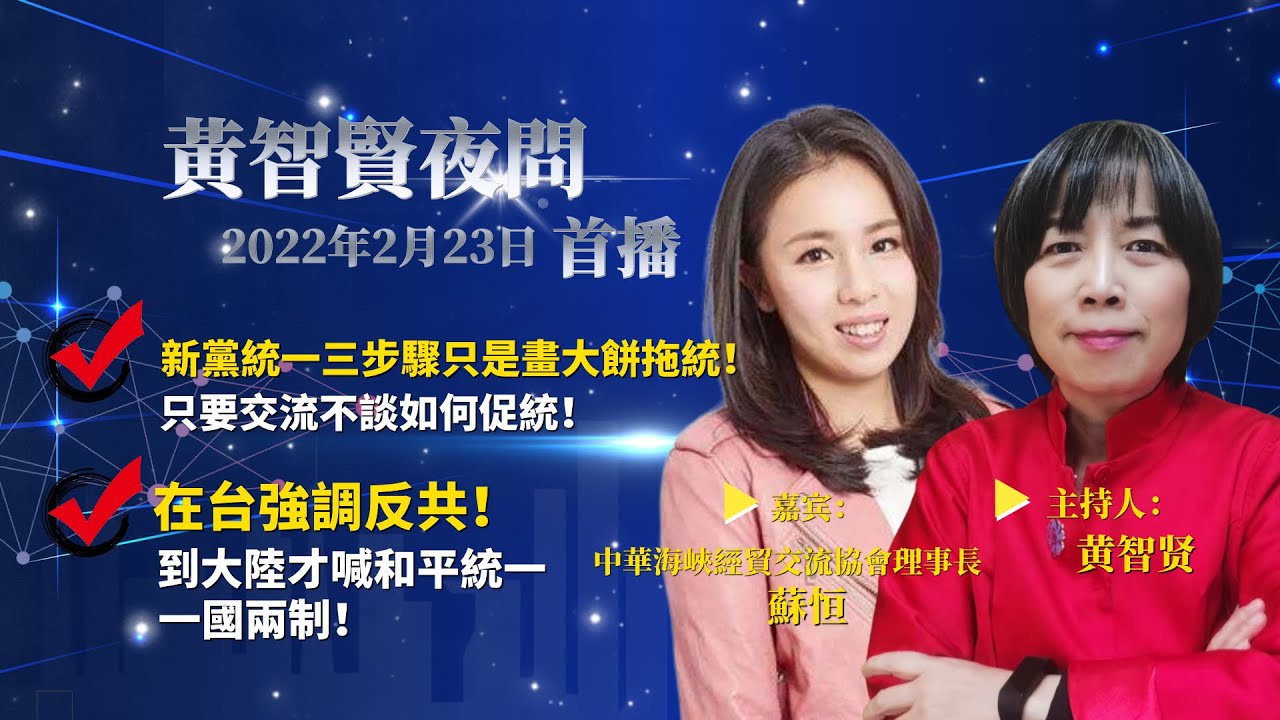 黃智賢夜問
2022年2月23日 首播
新黨統一三步驟只是畫大餅拖統！
只要交流不談如何促統！
在台強調反共！
到大陸才喊和平統一
一國兩制！
嘉宾：
中華海峽經貿交流協會理事長
蘇恒
主持人：
黄智贤